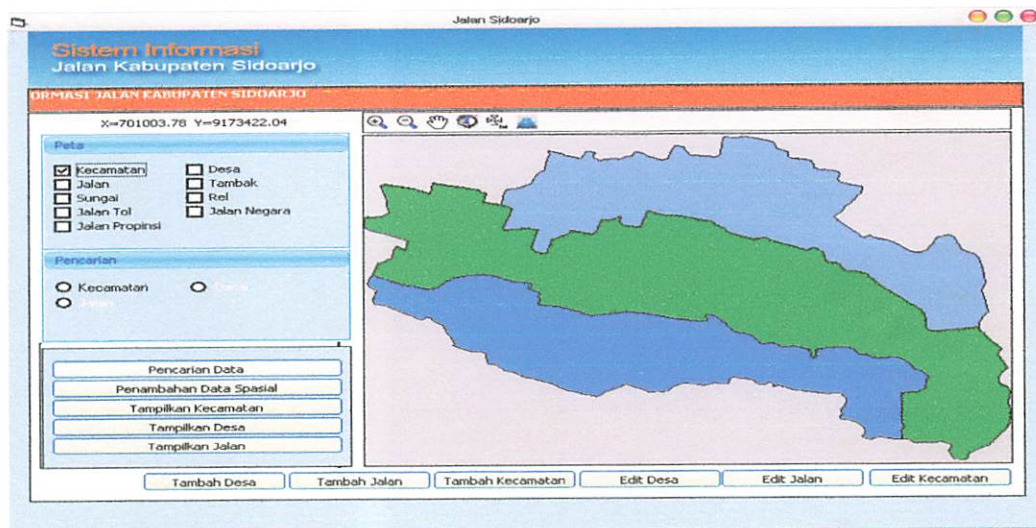 Jalan Sidoarjo
Sistem Informasi
Jalan Kabupaten Sidoarjo
ORMASI JALAN KABUPATEN SIDOARJO
X=701003.78 Y=9173422.04
Peta
Kecamatan Desa
Jalan Tambak
Sungai Rel
Jalan Tol Jalan Negara
Jalan Propinsi
Pencarian
Kecamatan Desa
Jalan
Pencarian Data
Penambahan Data Spasial
Tampilkan Kecamatan
Tampilkan Desa
Tampilkan Jalan
Tambah Desa Tambah Jalan Tambah Kecamatan Edit Desa Edit Jalan Edit Kecamatan